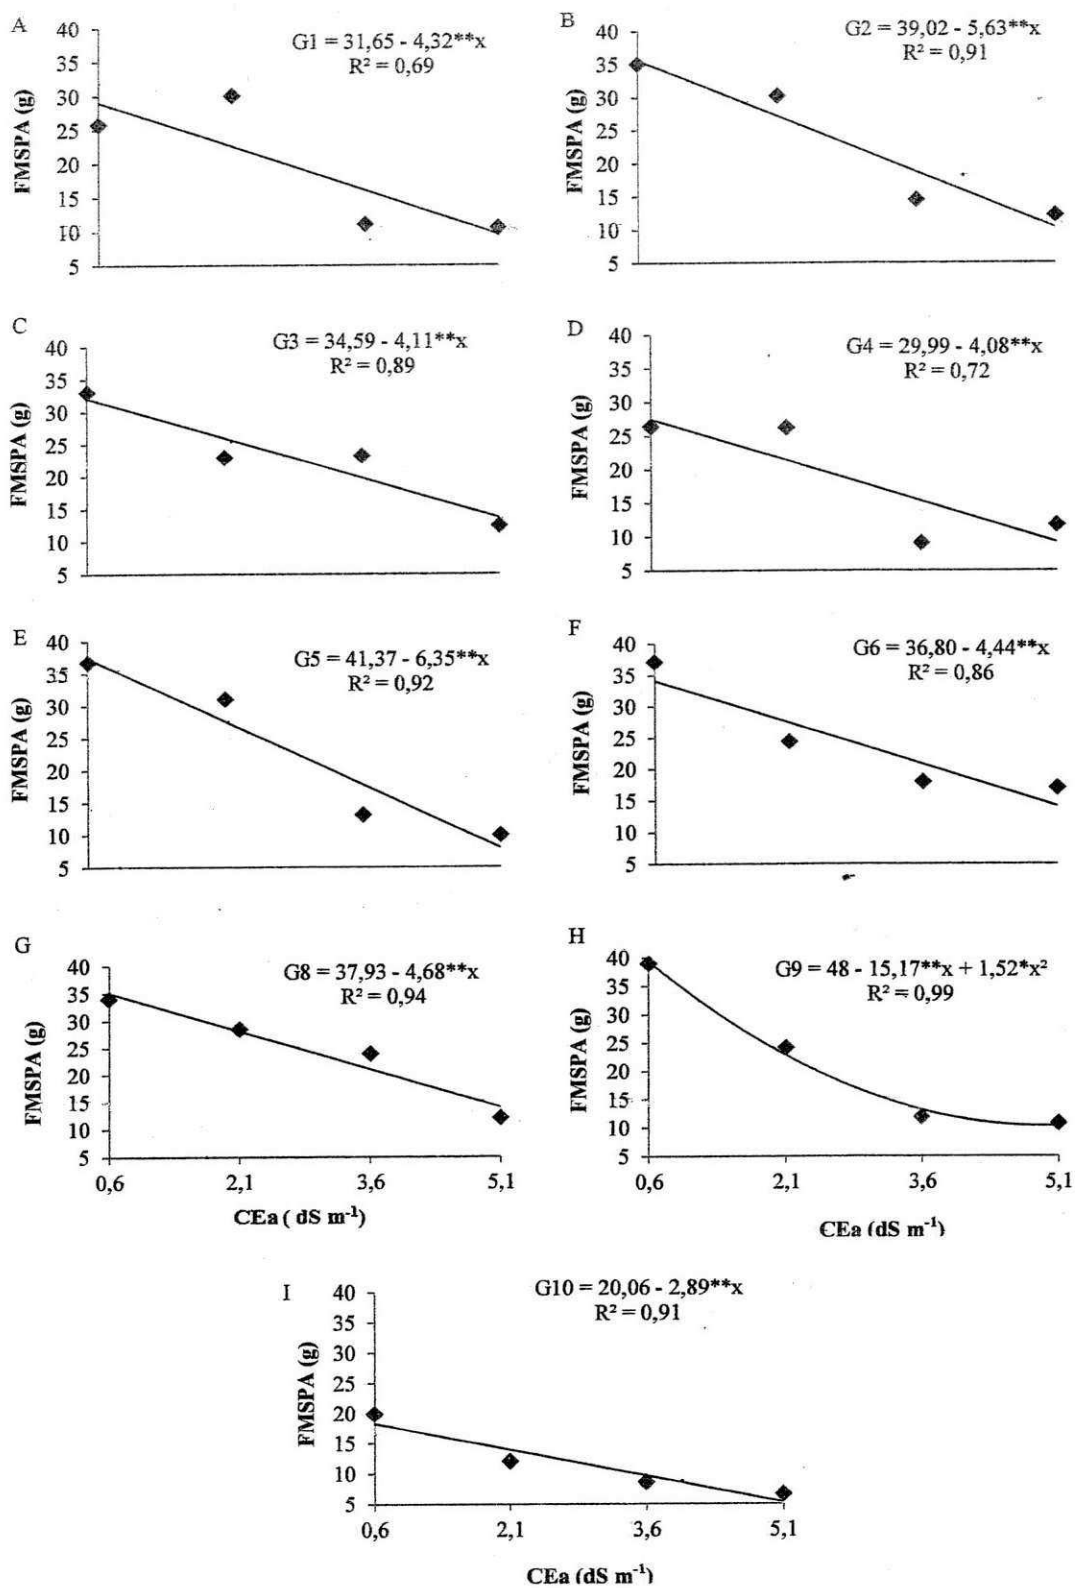 A
G1 = 31,65 - 4,32**x
R² = 0,69
FMSPA (g)
40
35
30
25
20
15
10
5
B
G2 = 39,02 - 5,63**x
R² = 0,91
FMSPA (g)
40
35
30
25
20
15
10
5
C
G3 = 34,59 - 4,11**x
R² = 0,89
FMSPA (g)
40
35
30
25
20
15
10
5
D
G4 = 29,99 - 4,08**x
R² = 0,72
FMSPA (g)
40
35
30
25
20
15
10
5
E
G5 = 41,37 - 6,35**x
R² = 0,92
FMSPA (g)
40
35
30
25
20
15
10
5
F
G6 = 36,80 - 4,44**x
R² = 0,86
FMSPA (g)
40
35
30
25
20
15
10
5
G
G8 = 37,93 - 4,68**x
R² = 0,94
FMSPA (g)
40
35
30
25
20
15
10
5
0,6 2,1 3,6 5,1
CEa ( dS m⁻¹)
H
G9 = 48 - 15,17**x + 1,52*x²
R² = 0,99
FMSPA (g)
40
35
30
25
20
15
10
5
0,6 2,1 3,6 5,1
CEa (dS m⁻¹)
I
G10 = 20,06 - 2,89**x
R² = 0,91
FMSPA (g)
40
35
30
25
20
15
10
5
0,6 2,1 3,6 5,1
CEa (dS m⁻¹)